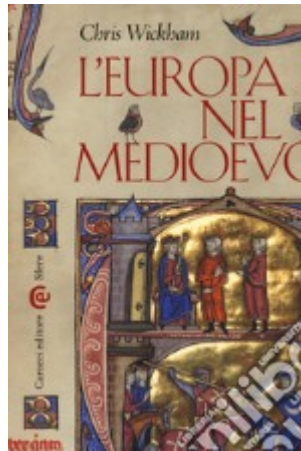 Chris Wickham
L'EUROPA
NEL
MEDIOEVO
Carocci editore
Sfere